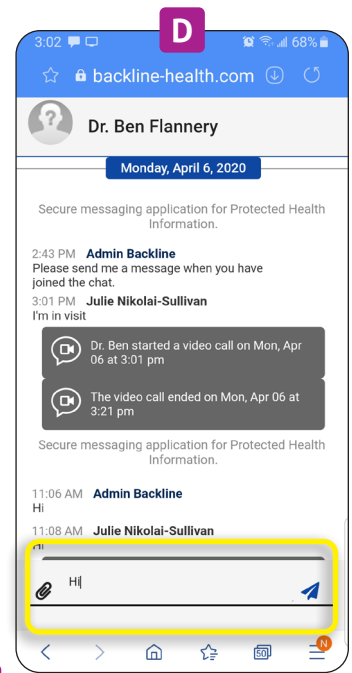 D
3:02 68%
backline-health.com
Dr. Ben Flannery
Monday, April 6, 2020
Secure messaging application for Protected Health
Information.
2:43 PM Admin Backline
Please send me a message when you have
joined the chat.
3:01 PM Julie Nikolai-Sullivan
I'm in visit
Dr. Ben started a video call on Mon, Apr
06 at 3:01 pm
The video call ended on Mon, Apr 06 at
3:21 pm
Secure messaging application for Protected Health
Information.
11:06 AM Admin Backline
Hi
11:08 AM Julie Nikolai-Sullivan
Hi
Hi
50
N